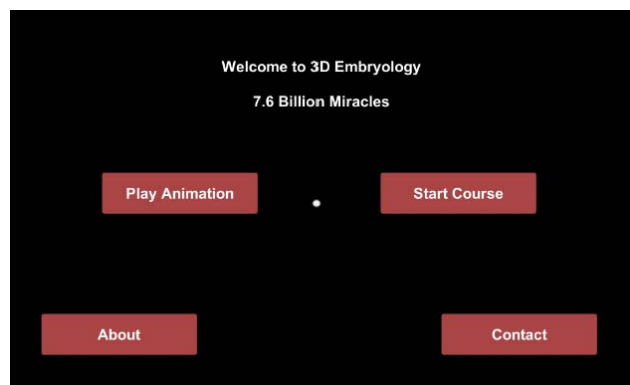 Welcome to 3D Embryology
7.6 Billion Miracles
Play Animation
Start Course
About
Contact